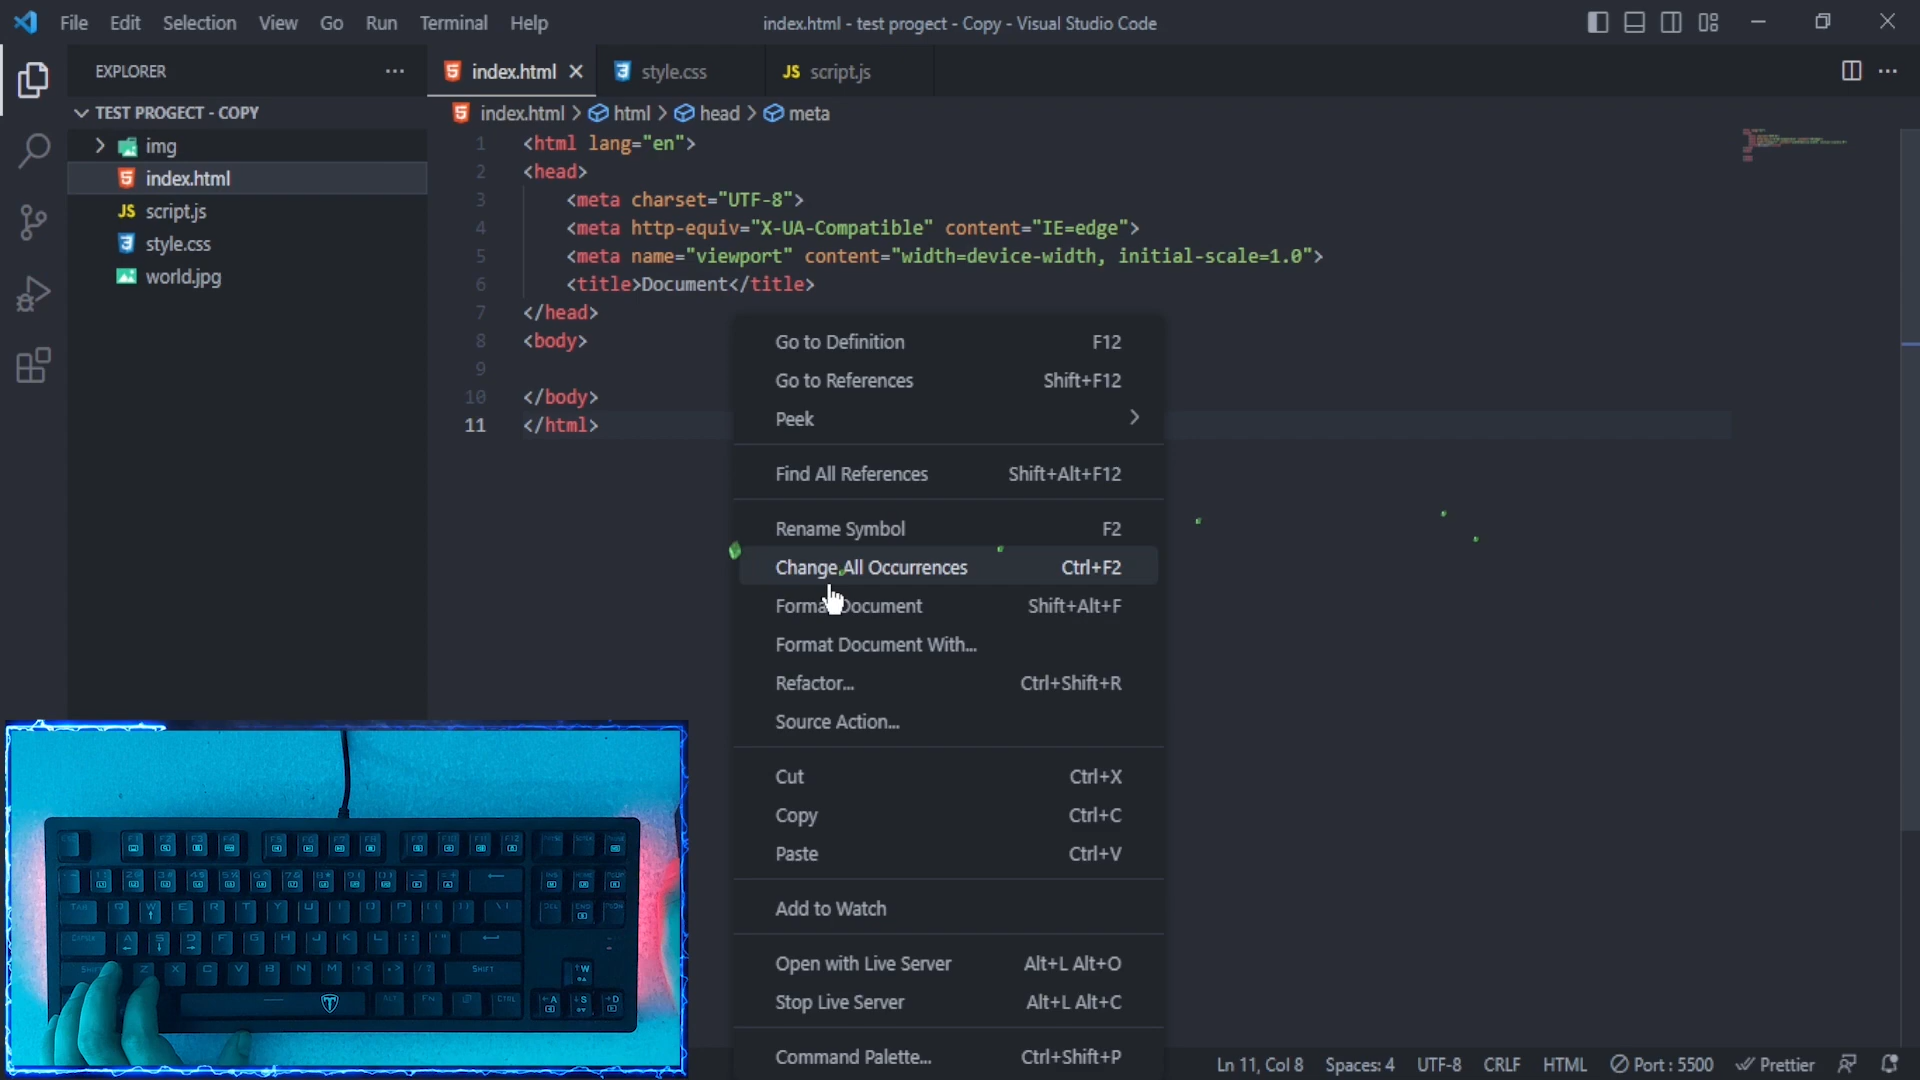 File Edit Selection View Go Run Terminal Help
index.html - test progect - Copy - Visual Studio Code
EXPLORER
index.html
style.css
JS script.js
TEST PROGECT - COPY
index.html > html > head > meta
img
index.html
JS script.js
style.css
world.jpg
1 <html lang="en">
2 <head>
3 <meta charset="UTF-8">
4 <meta http-equiv="X-UA-Compatible" content="IE=edge">
5 <meta name="viewport" content="width=device-width, initial-scale=1.0">
6 <title>Document</title>
7 </head>
8 <body>
9
10 </body>
11 </html>
Go to Definition F12
Go to References Shift+F12
Peek
Find All References Shift+Alt+F12
Rename Symbol F2
Change All Occurrences Ctrl+F2
Format Document Shift+Alt+F
Format Document With...
Refactor... Ctrl+Shift+R
Source Action...
Cut Ctrl+X
Copy Ctrl+C
Paste Ctrl+V
Add to Watch
Open with Live Server Alt+L Alt+O
Stop Live Server Alt+L Alt+C
Command Palette... Ctrl+Shift+P
Ln 11, Col 8 Spaces: 4 UTF-8 CRLF HTML Port : 5500 Prettier